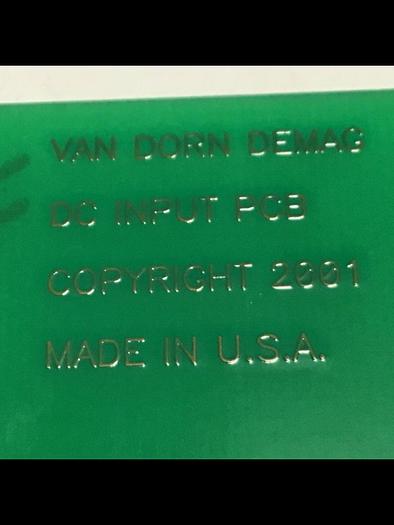 VAN DORN DEMAG
DC INPUT PCB
COPYRIGHT 2001
MADE IN U.S.A.